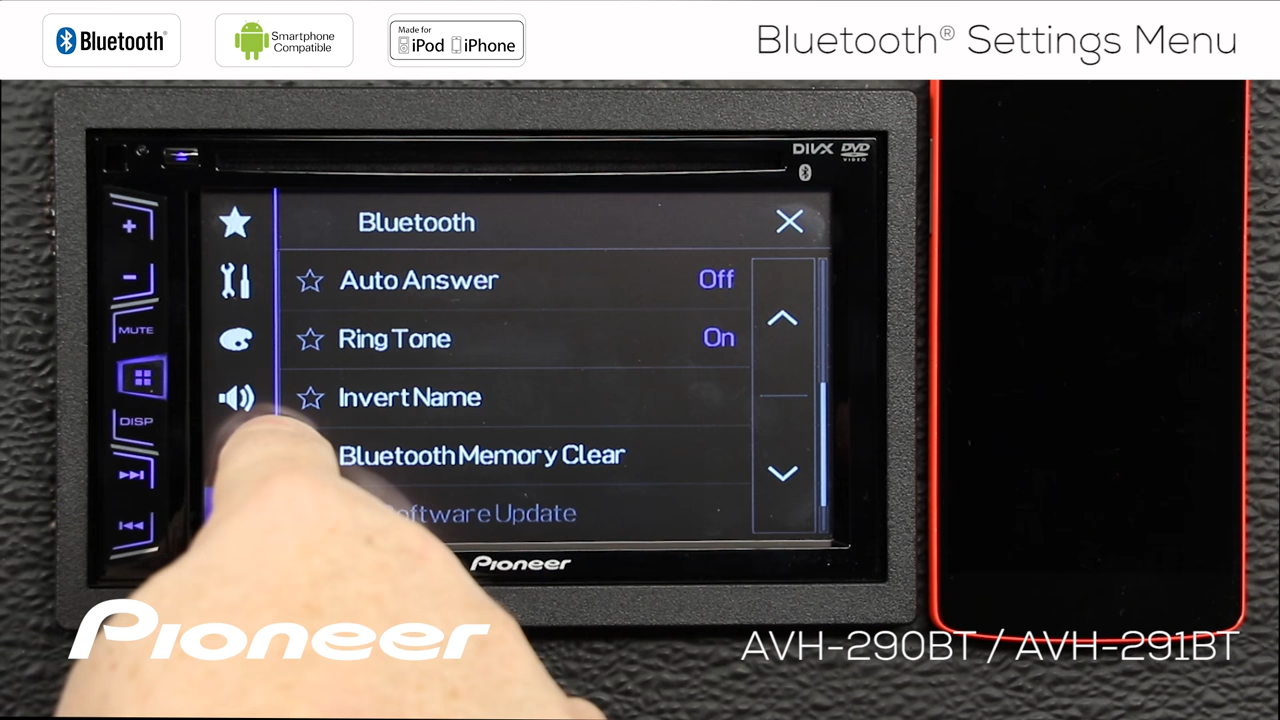 Bluetooth®
Smartphone
Compatible
Made for
iPod iPhone
Bluetooth® Settings Menu
DIVX DVD
VIDEO
Bluetooth
Auto Answer Off
Ring Tone On
Invert Name
Bluetooth Memory Clear
Software Update
MUTE
DISP
Pioneer
Pioneer
AVH-290BT / AVH-291BT